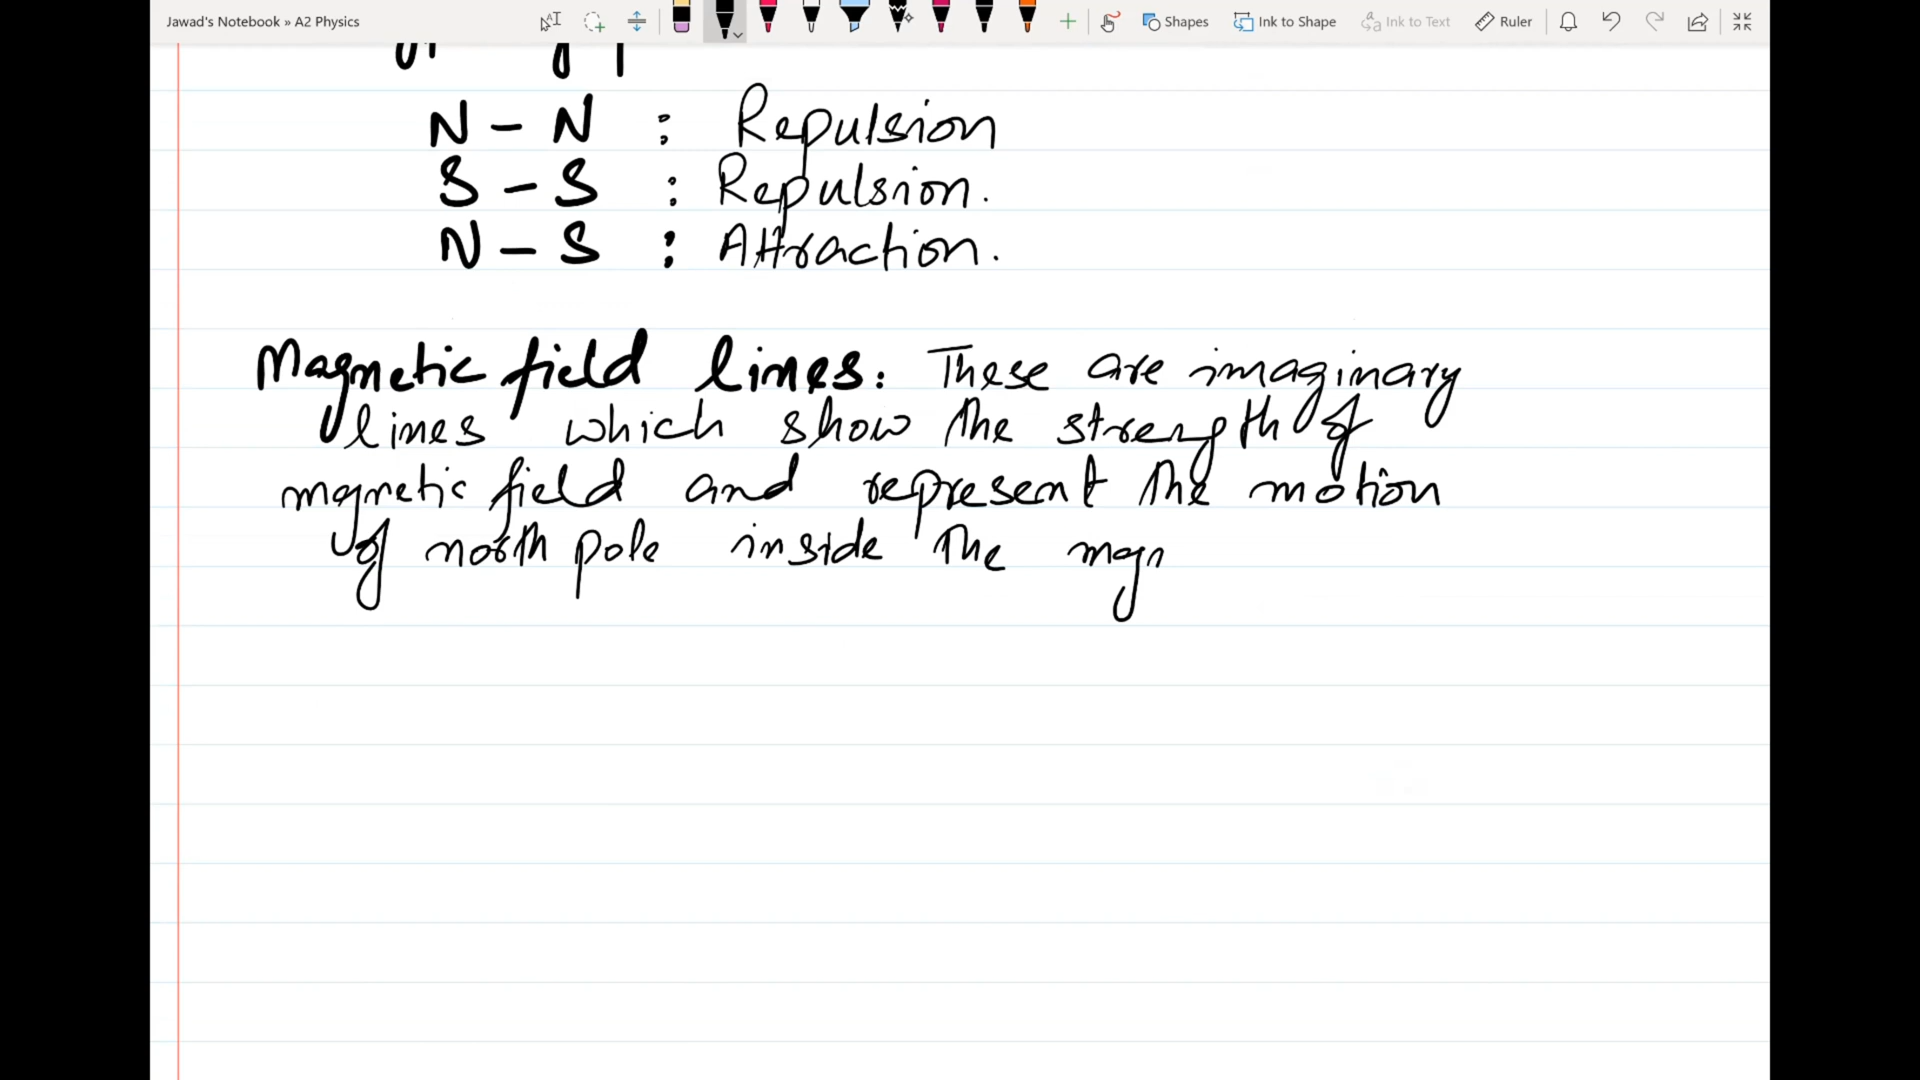 Jawad's Notebook » A2 Physics Shapes Ink to Shape Ink to Text Ruler
N - N : Repulsion
S - S : Repulsion.
N - S : Attraction.
Magnetic field lines: These are imaginary
lines which show the strength of
magnetic field and represent the motion
of north pole inside the magn